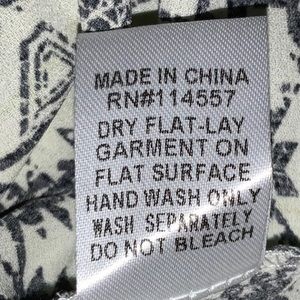 MADE IN CHINA
RN#114557
DRY FLAT-LAY
GARMENT ON
FLAT SURFACE
HAND WASH ONLY
WASH SEPARATELY
DO NOT BLEACH